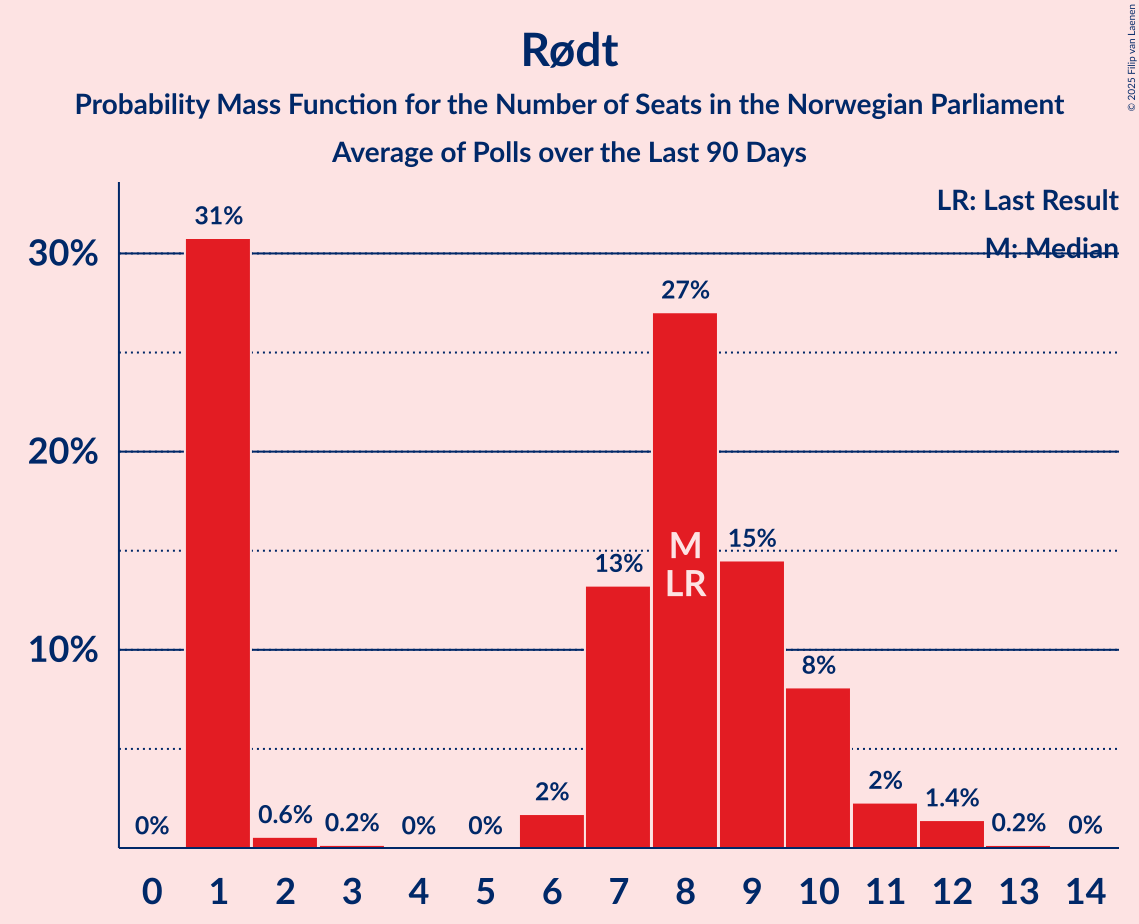 Rødt
Probability Mass Function for the Number of Seats in the Norwegian Parliament
Average of Polls over the Last 90 Days
© 2025 Filip van Laenen
LR: Last Result
M: Median
30%
20%
10%
0%
31%
0.6%
0.2%
0%
0%
2%
13%
27%
15%
8%
2%
1.4%
0.2%
0%
M
LR
0 1 2 3 4 5 6 7 8 9 10 11 12 13 14